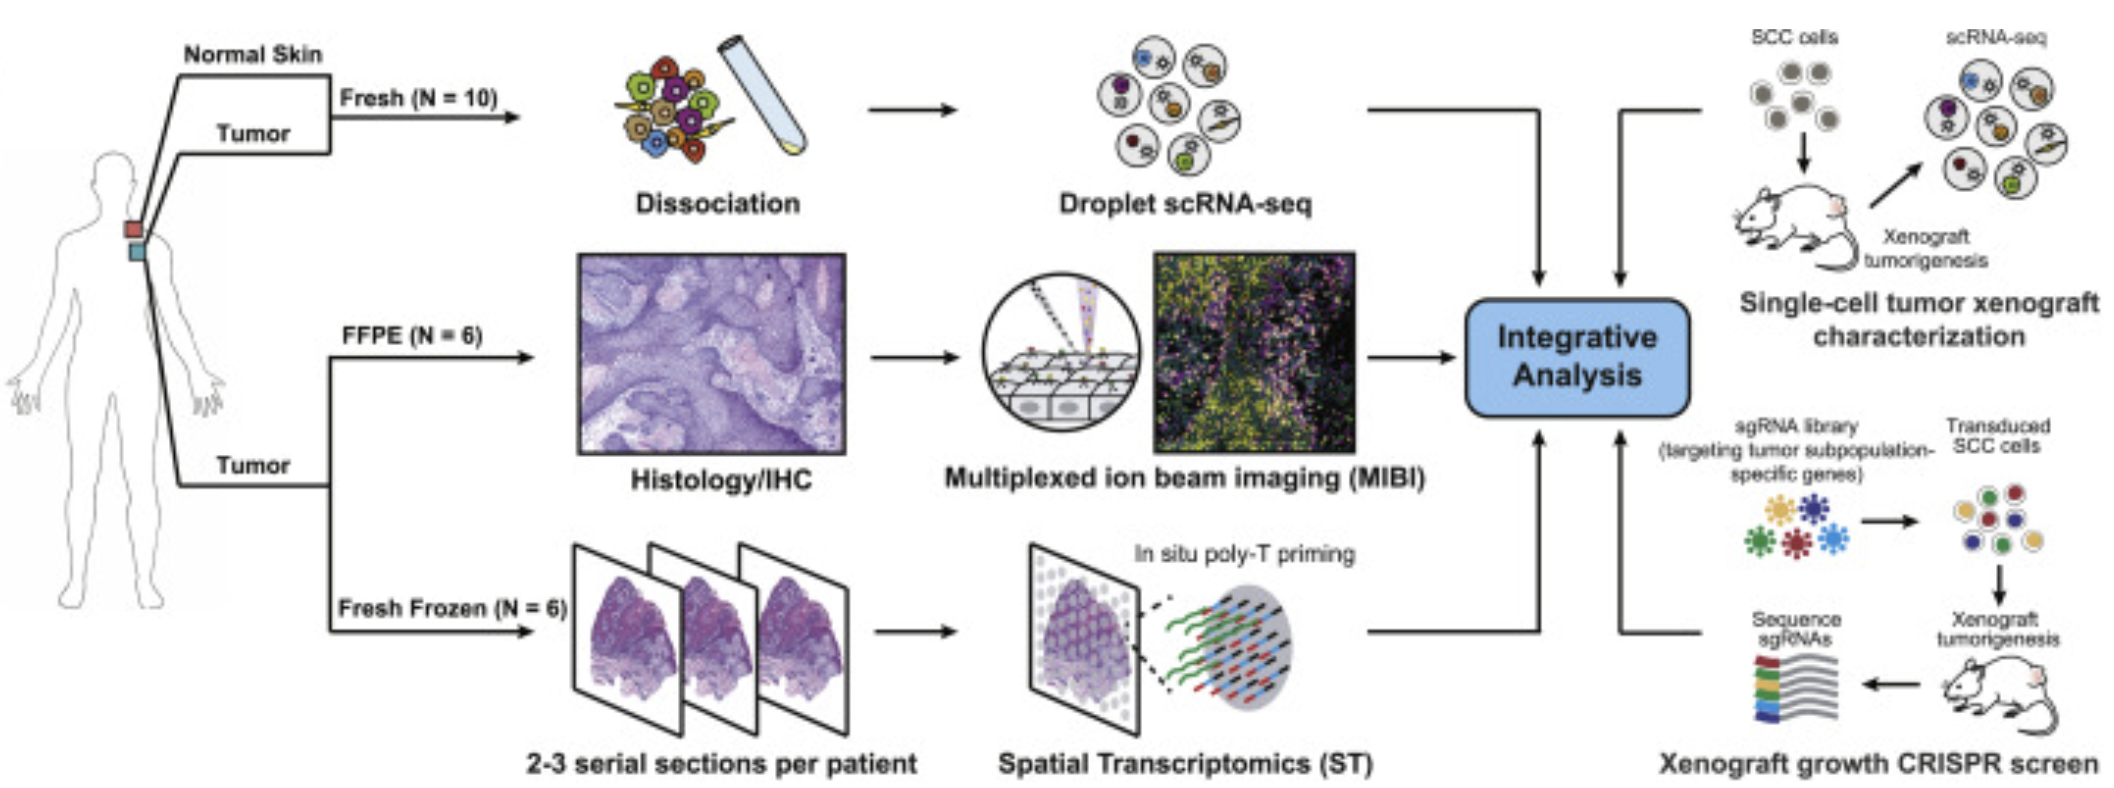 Normal Skin
Fresh (N = 10)
Tumor
Dissociation
Droplet scRNA-seq
SCC cells
scRNA-seq
Xenograft
tumorigenesis
Single-cell tumor xenograft
characterization
FFPE (N = 6)
Tumor
Histology/IHC
Multiplexed ion beam imaging (MIBI)
Integrative
Analysis
Fresh Frozen (N = 6)
2-3 serial sections per patient
In situ poly-T priming
Spatial Transcriptomics (ST)
sgRNA library
(targeting tumor subpopulation-
specific genes)
Transduced
SCC cells
Xenograft
tumorigenesis
Sequence
sgRNAs
Xenograft growth CRISPR screen